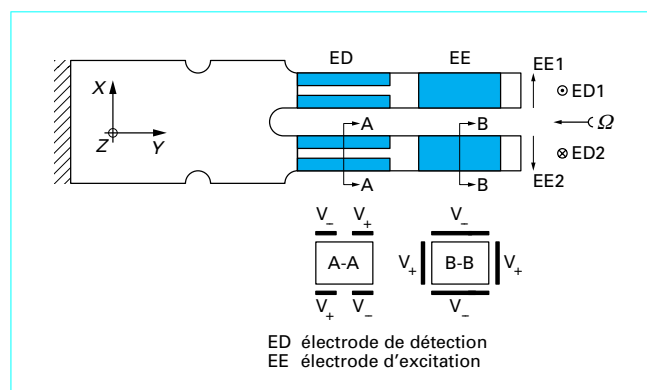 ED EE EE1
X ED1
A B Ω
Z Y ED2
A B EE2
V– V+ V–
A-A V+ B-B V+
V+ V– V–
ED électrode de détection
EE électrode d'excitation